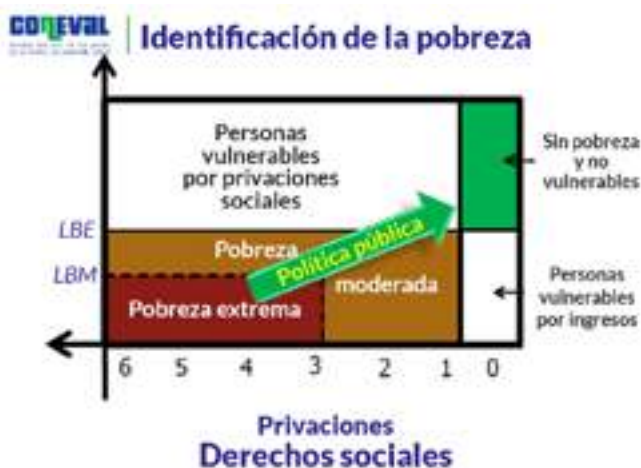 CONEVAL
Identificación de la pobreza
Personas
vulnerables
por privaciones
sociales
Sin pobreza
y no
vulnerables
LBE
Pobreza
Política pública
LBM
moderada
Pobreza extrema
Personas
vulnerables
por ingresos
6 5 4 3 2 1 0
Privaciones
Derechos sociales